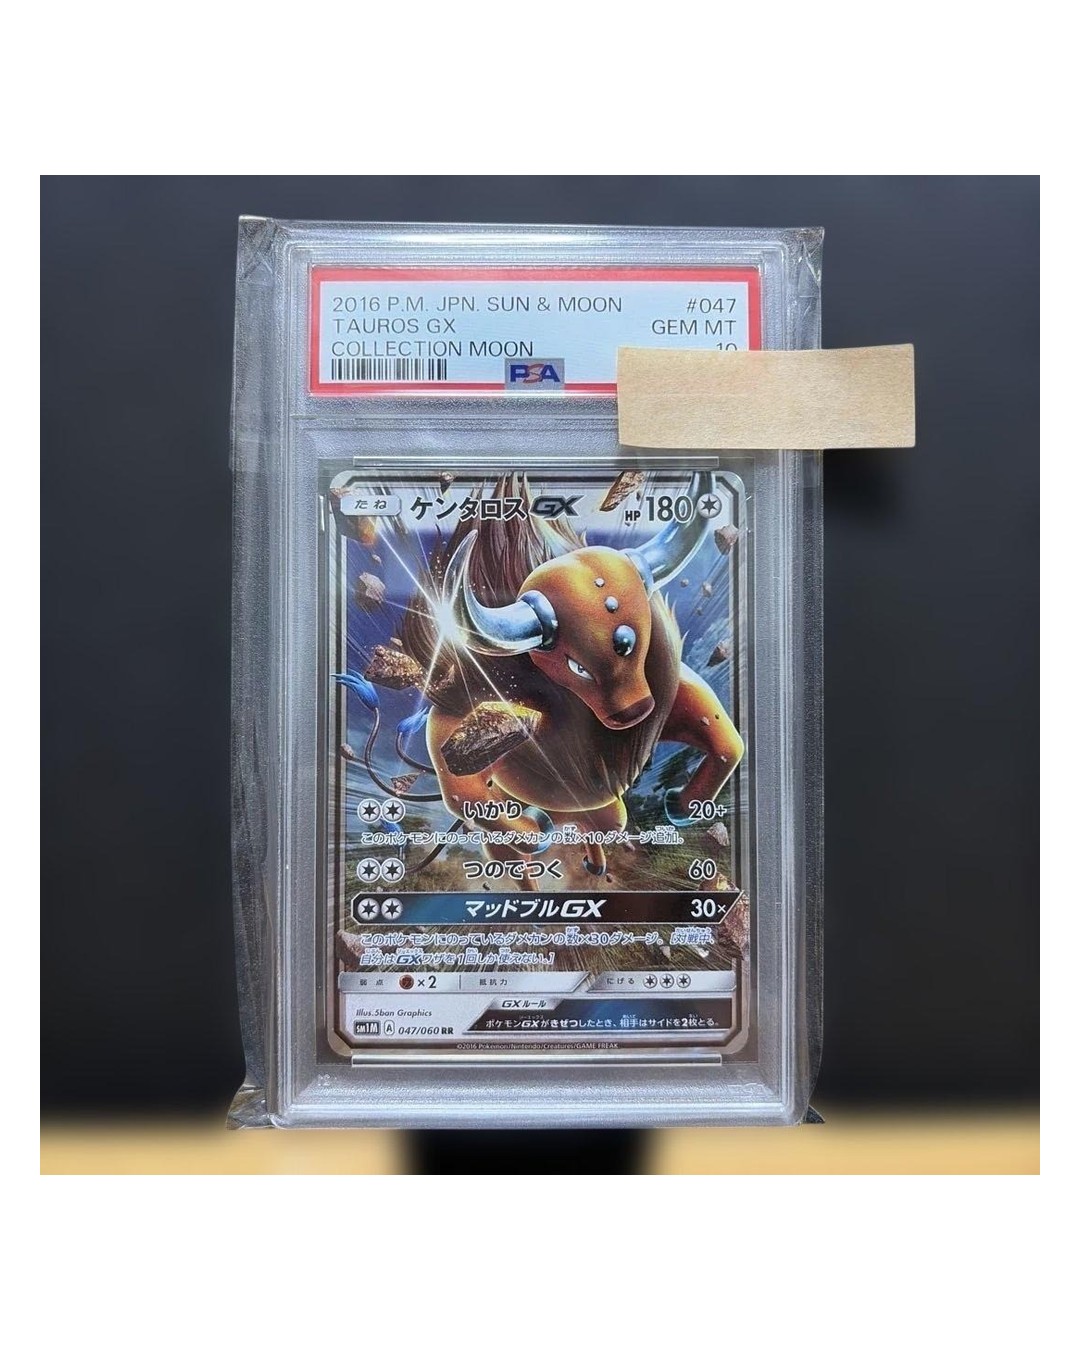 2016 P.M. JPN. SUN & MOON #047
TAUROS GX GEM MT
COLLECTION MOON 10
PSA
たね ケンタロスGX HP 180
いかり 20+
このポケモンにのっているダメカンの数×10ダメージ追加。
つのでつく 60
マッドブルGX 30×
このポケモンにのっているダメカンの数×30ダメージ。[対戦中、
自分はGXワザを1回しか使えない。]
弱点 ×2 抵抗力 にげる
Illus.5ban Graphics
GXルール
ポケモンGXがきぜつしたとき、相手はサイドを2枚とる。
SM1M A 047/060 RR
©2016 Pokémon/Nintendo/Creatures/GAME FREAK